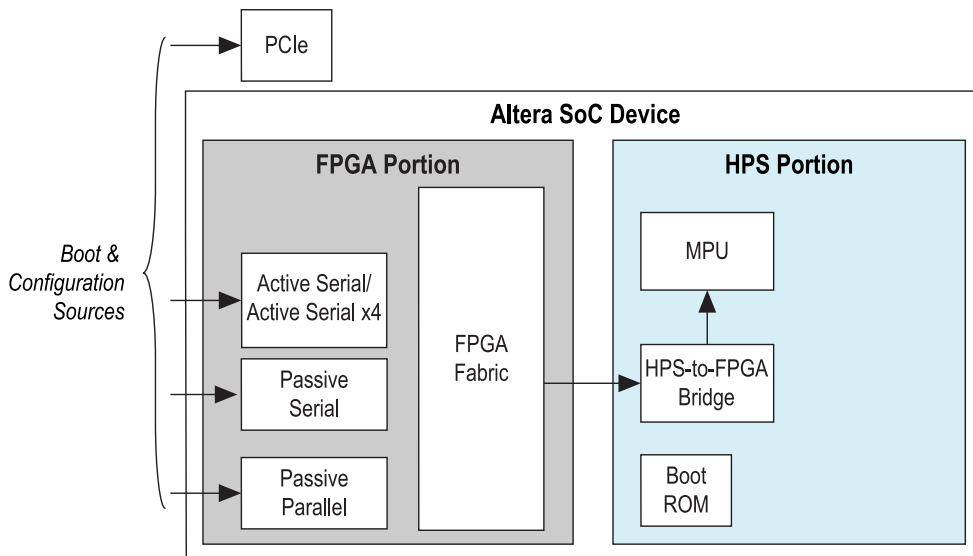 PCIe
Altera SoC Device
FPGA Portion
HPS Portion
Boot &
Configuration
Sources
Active Serial/
Active Serial x4
Passive
Serial
Passive
Parallel
FPGA
Fabric
MPU
HPS-to-FPGA
Bridge
Boot
ROM